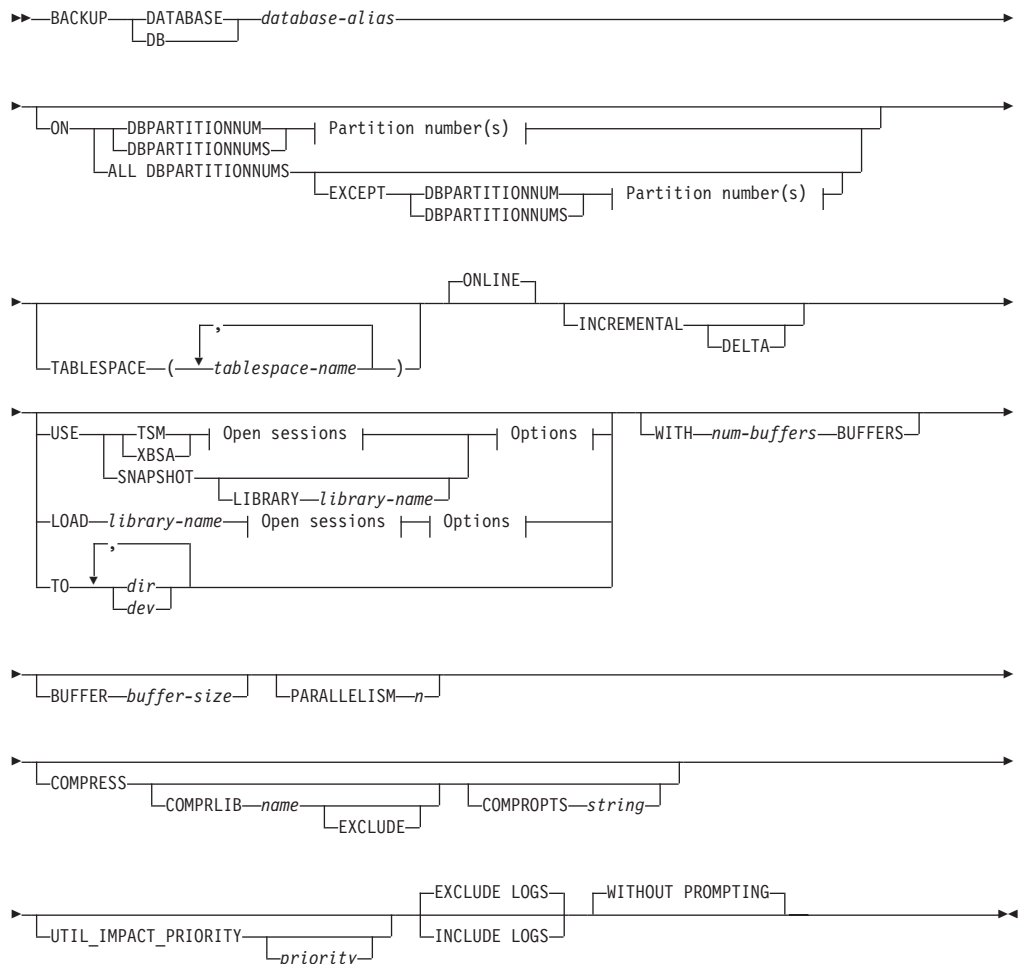 BACKUP DATABASE database-alias
DB
ON DBPARTITIONNUM Partition number(s)
DBPARTITIONNUMS
ALL DBPARTITIONNUMS
EXCEPT DBPARTITIONNUM Partition number(s)
DBPARTITIONNUMS
ONLINE
TABLESPACE ( tablespace-name )
,
INCREMENTAL
DELTA
USE TSM Open sessions Options
XBSA
SNAPSHOT
LIBRARY library-name
LOAD library-name Open sessions Options
,
TO dir
dev
WITH num-buffers BUFFERS
BUFFER buffer-size PARALLELISM n
COMPRESS
COMPRLIB name
EXCLUDE
COMPROPTS string
UTIL_IMPACT_PRIORITY
priority
EXCLUDE LOGS
INCLUDE LOGS
WITHOUT PROMPTING